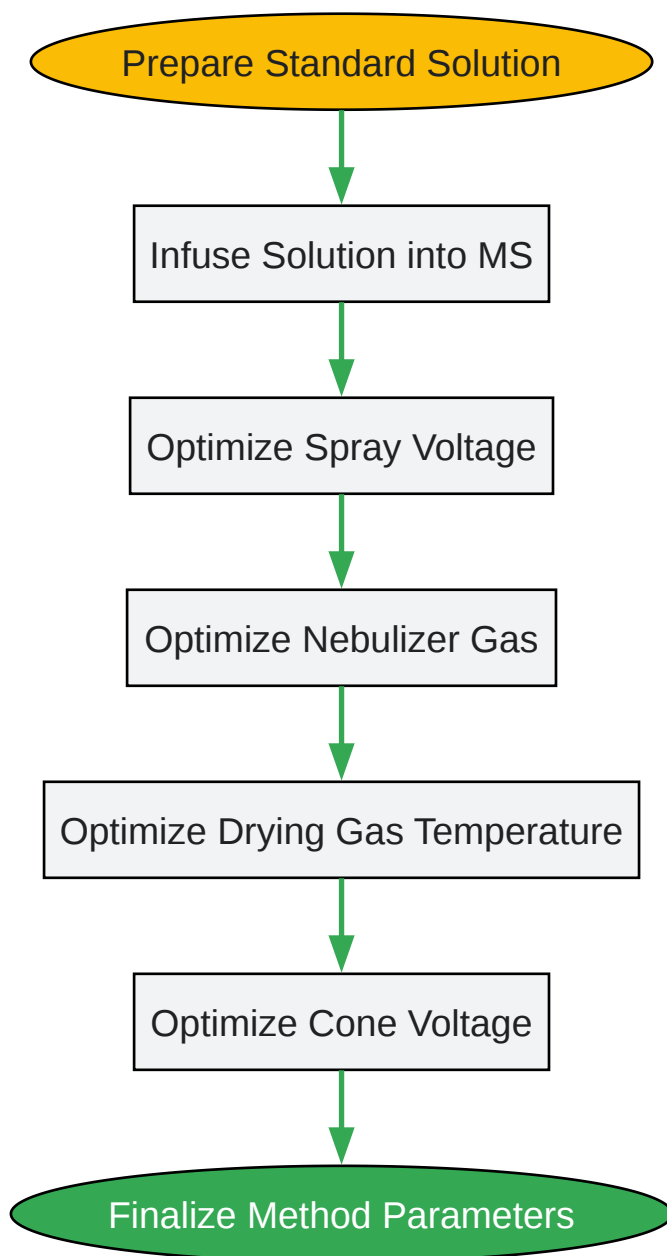 Prepare Standard Solution
Infuse Solution into MS
Optimize Spray Voltage
Optimize Nebulizer Gas
Optimize Drying Gas Temperature
Optimize Cone Voltage
Finalize Method Parameters